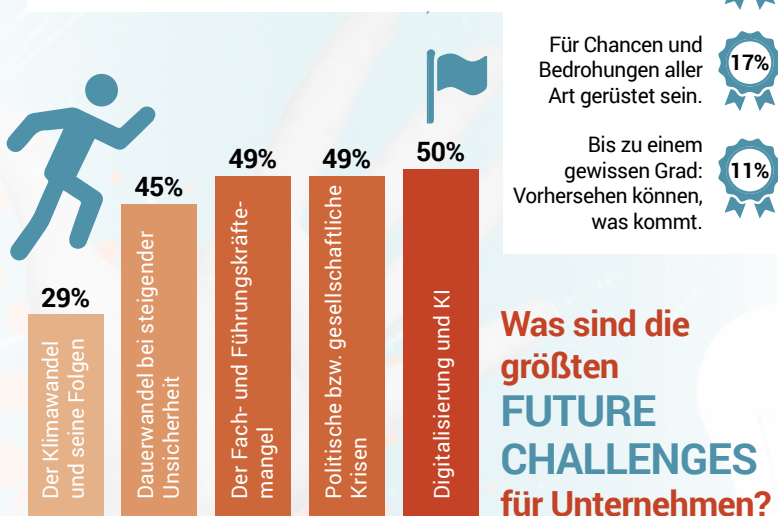 Für Chancen und
Bedrohungen aller
Art gerüstet sein.
17%
Bis zu einem
gewissen Grad:
Vorhersehen können,
was kommt.
11%
29%
Der Klimawandel
und seine Folgen
45%
Dauerwandel bei steigender
Unsicherheit
49%
Der Fach- und Führungskräfte-
mangel
49%
Politische bzw. gesellschaftliche
Krisen
50%
Digitalisierung und KI
Was sind die
größten
FUTURE
CHALLENGES
für Unternehmen?